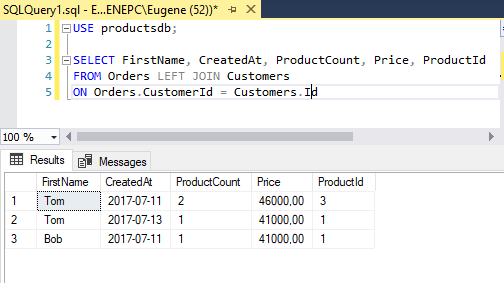 SQLQuery1.sql - E...ENEPC\Eugene (52))*
1 USE productsdb;
2
3 SELECT FirstName, CreatedAt, ProductCount, Price, ProductId
4 FROM Orders LEFT JOIN Customers
5 ON Orders.CustomerId = Customers.Id
100 %
Results Messages
FirstName CreatedAt ProductCount Price ProductId
1 Tom 2017-07-11 2 46000,00 3
2 Tom 2017-07-13 1 41000,00 1
3 Bob 2017-07-11 1 41000,00 1